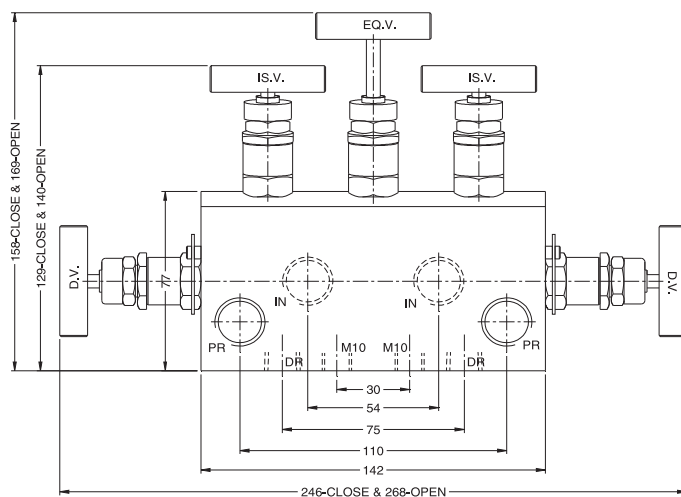 EQ.V.
IS.V.
IS.V.
158-CLOSE & 169-OPEN
129-CLOSE & 140-OPEN
77
D.V.
D.V.
IN
IN
PR
PR
M10
M10
DR
DR
30
54
75
110
142
246-CLOSE & 268-OPEN